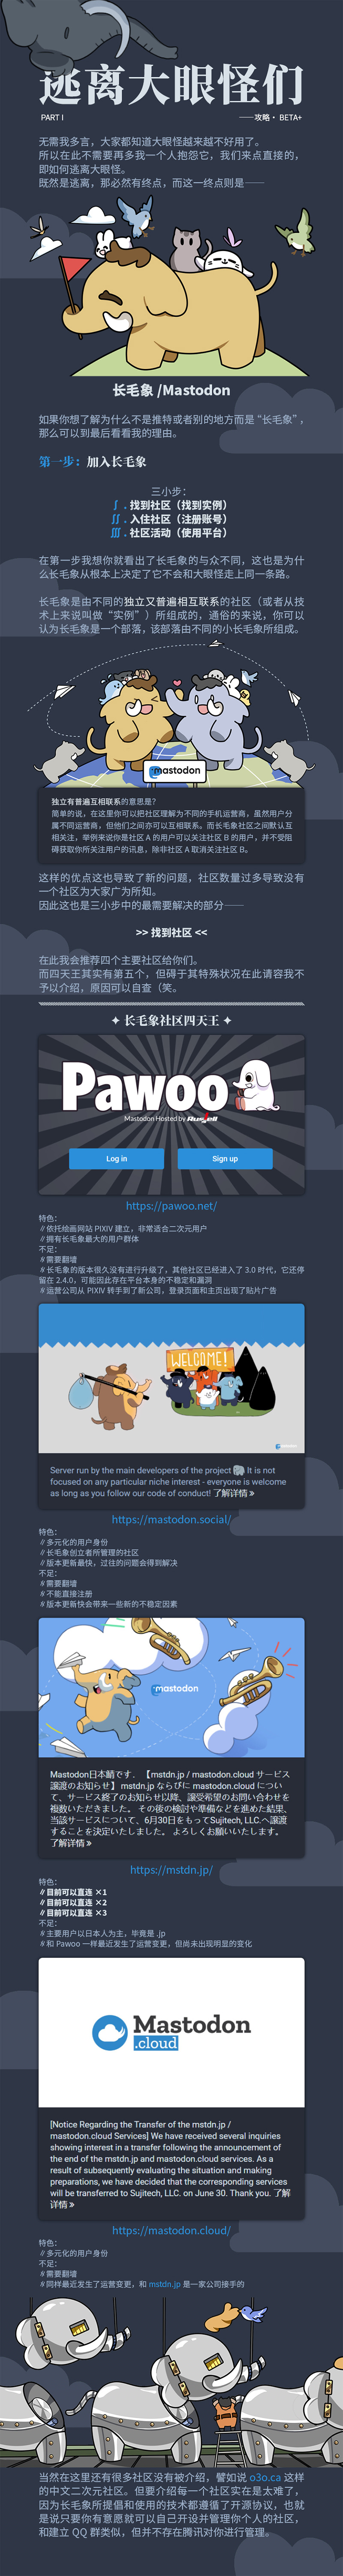 逃离大眼怪们
PART I
——攻略· BETA+
无需我多言，大家都知道大眼怪越来越不好用了。
所以在此不需要再多我一个人抱怨它，我们来点直接的，
即如何逃离大眼怪。
既然是逃离，那必然有终点，而这一终点则是——
长毛象 /Mastodon
如果你想了解为什么不是推特或者别的地方而是“长毛象”，
那么可以到最后看看我的理由。
第一步：加入长毛象
三小步：
∫ . 找到社区（找到实例）
∬ . 入住社区（注册账号）
∭ . 社区活动（使用平台）
在第一步我想你就看出了长毛象的与众不同，这也是为什
么长毛象从根本上决定了它不会和大眼怪走上同一条路。
长毛象是由不同的独立又普遍相互联系的社区（或者从技
术上来说叫做“实例”）所组成的，通俗的来说，你可以
认为长毛象是一个部落，该部落由不同的小长毛象所组成。
mastodon
独立有普遍互相联系的意思是？
简单的说，在这里你可以把社区理解为不同的手机运营商，虽然用户分
属不同运营商，但他们之间亦可以互相联系。而长毛象社区之间默认互
相关注，举例来说你是社区 A 的用户可以关注社区 B 的用户，并不受阻
碍获取你所关注用户的讯息，除非社区 A 取消关注社区 B。
这样的优点这也导致了新的问题，社区数量过多导致没有
一个社区为大家广为所知。
因此这也是三小步中的最需要解决的部分——
>> 找到社区 <<
在此我会推荐四个主要社区给你们。
而四天王其实有第五个，但碍于其特殊状况在此请容我不
予以介绍，原因可以自查（笑。
✦ 长毛象社区四天王 ✦
Pawoo
Mastodon Hosted by Russell
Log in
Sign up
https://pawoo.net/
特色：
∥依托绘画网站 PIXIV 建立，非常适合二次元用户
∥拥有长毛象最大的用户群体
不足：
∦需要翻墙
∦长毛象的版本很久没有进行升级了，其他社区已经进入了 3.0 时代，它还停
留在 2.4.0，可能因此存在平台本身的不稳定和漏洞
∦运营公司从 PIXIV 转手到了新公司，登录页面和主页出现了贴片广告
WELCOME!
Server run by the main developers of the project 🐘 It is not
focused on any particular niche interest - everyone is welcome
as long as you follow our code of conduct! 了解详情 »
https://mastodon.social/
特色：
∥多元化的用户身份
∥长毛象创立者所管理的社区
∥版本更新最快，过往的问题会得到解决
不足：
∦需要翻墙
∦不能直接注册
∦版本更新快会带来一些新的不稳定因素
mastodon
Mastodon日本鯖です．【mstdn.jp / mastodon.cloud サービス
譲渡のお知らせ】 mstdn.jp ならびに mastodon.cloud につい
て、サービス終了のお知らせ以降、譲受希望のお問い合わせを
複数いただきました。 その後の検討や準備などを進めた結果、
当該サービスについて、6月30日をもってSujitech, LLC.へ譲渡
することを決定いたしました。 よろしくお願いいたします。
了解详情 »
https://mstdn.jp/
特色：
∥目前可以直连 ×1
∥目前可以直连 ×2
∥目前可以直连 ×3
不足：
∦主要用户以日本人为主，毕竟是 .jp
∦和 Pawoo 一样最近发生了运营变更，但尚未出现明显的变化
Mastodon
.cloud
[Notice Regarding the Transfer of the mstdn.jp /
mastodon.cloud Services] We have received several inquiries
showing interest in a transfer following the announcement of
the end of the mstdn.jp and mastodon.cloud services. As a
result of subsequently evaluating the situation and making
preparations, we have decided that the corresponding services
will be transferred to Sujitech, LLC. on June 30. Thank you. 了解
详情 »
https://mastodon.cloud/
特色：
∥多元化的用户身份
不足：
∦需要翻墙
∦同样最近发生了运营变更，和 mstdn.jp 是一家公司接手的
当然在这里还有很多社区没有被介绍，譬如说 o3o.ca 这样
的中文二次元社区。但要介绍每一个社区实在是太难了，
因为长毛象所提倡和使用的技术都遵循了开源协议，也就
是说只要你有意愿就可以自己开设并管理你个人的社区，
和建立 QQ 群类似，但并不存在腾讯对你进行管理。